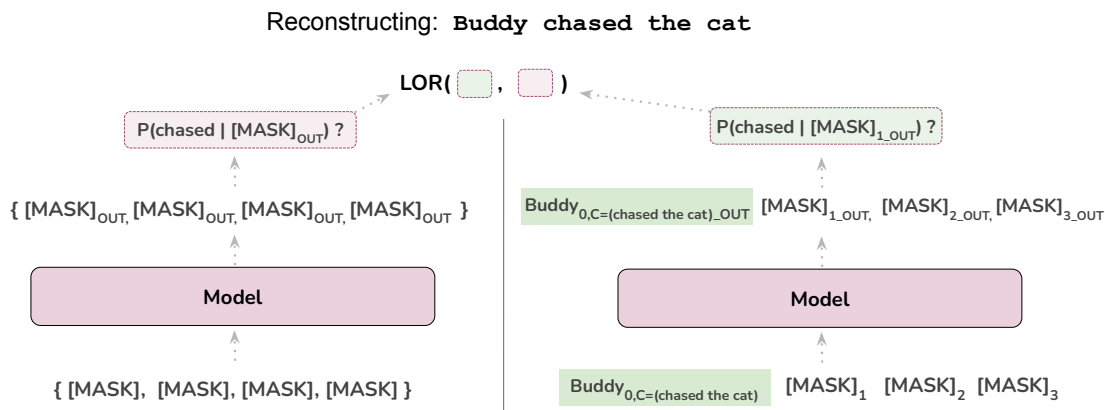 Reconstructing: Buddy chased the cat
LOR( , )
P(chased | [MASK]OUT) ?
P(chased | [MASK]1_OUT) ?
{ [MASK]OUT, [MASK]OUT, [MASK]OUT, [MASK]OUT }
Buddy0,C=(chased the cat)_OUT [MASK]1_OUT, [MASK]2_OUT, [MASK]3_OUT
Model
Model
{ [MASK], [MASK], [MASK], [MASK] }
Buddy0,C=(chased the cat) [MASK]1 [MASK]2 [MASK]3